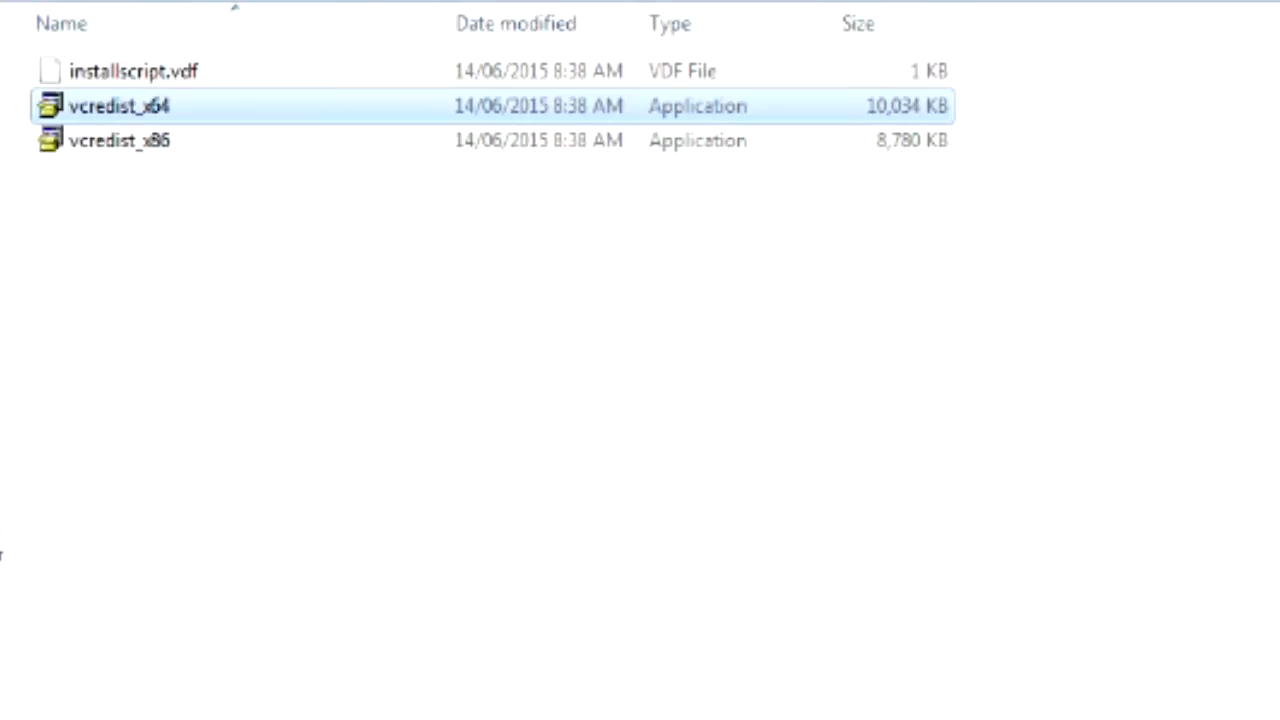 Name Date modified Type Size
installscript.vdf 14/06/2015 8:38 AM VDF File 1 KB
vcredist_x64 14/06/2015 8:38 AM Application 10,034 KB
vcredist_x86 14/06/2015 8:38 AM Application 8,780 KB